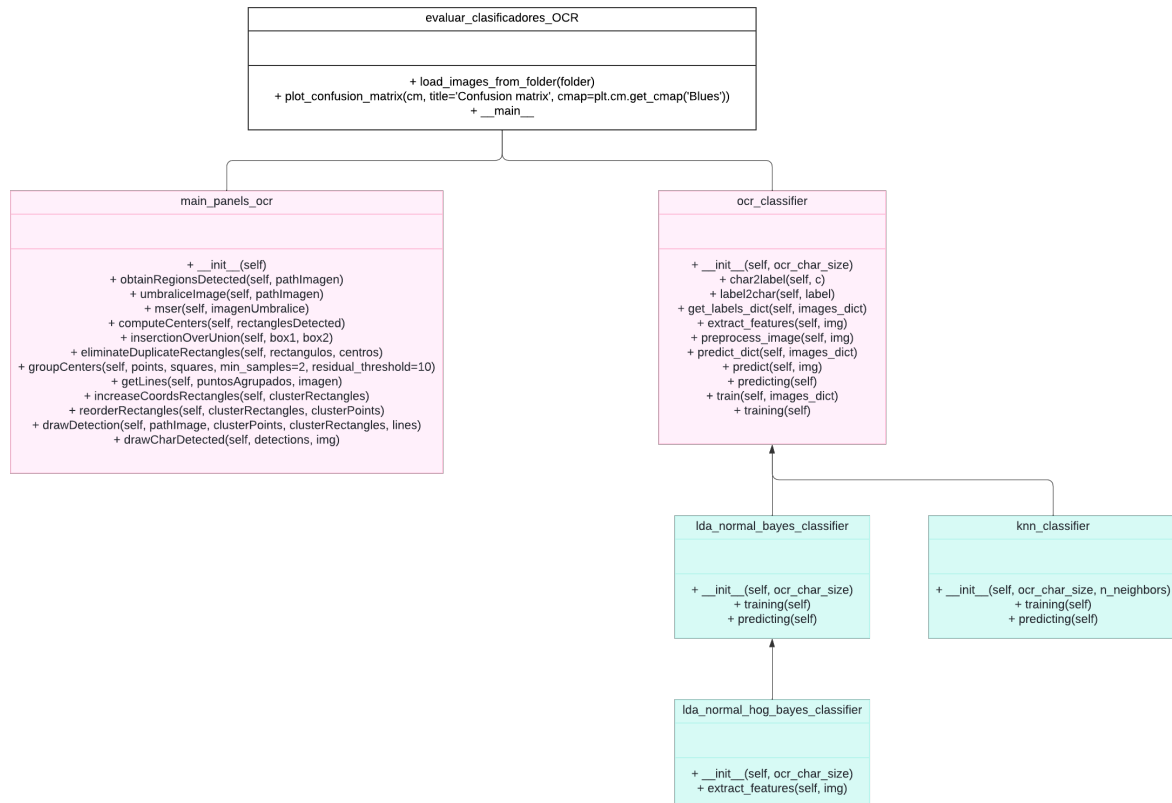 evaluar_clasificadores_OCR
+ load_images_from_folder(folder)
+ plot_confusion_matrix(cm, title='Confusion matrix', cmap=plt.cm.get_cmap('Blues'))
+ __main__
main_panels_ocr
+ __init__(self)
+ obtainRegionsDetected(self, pathImagen)
+ umbraliceImage(self, pathImagen)
+ mser(self, imagenUmbralice)
+ computeCenters(self, rectanglesDetected)
+ inserctionOverUnion(self, box1, box2)
+ eliminateDuplicateRectangles(self, rectangulos, centros)
+ groupCenters(self, points, squares, min_samples=2, residual_threshold=10)
+ getLines(self, puntosAgrupados, imagen)
+ increaseCoordsRectangles(self, clusterRectangles)
+ reorderRectangles(self, clusterRectangles, clusterPoints)
+ drawDetection(self, pathImage, clusterPoints, clusterRectangles, lines)
+ drawCharDetected(self, detections, img)
ocr_classifier
+ __init__(self, ocr_char_size)
+ char2label(self, c)
+ label2char(self, label)
+ get_labels_dict(self, images_dict)
+ extract_features(self, img)
+ preprocess_image(self, img)
+ predict_dict(self, images_dict)
+ predict(self, img)
+ predicting(self)
+ train(self, images_dict)
+ training(self)
lda_normal_bayes_classifier
+ __init__(self, ocr_char_size)
+ training(self)
+ predicting(self)
knn_classifier
+ __init__(self, ocr_char_size, n_neighbors)
+ training(self)
+ predicting(self)
lda_normal_hog_bayes_classifier
+ __init__(self, ocr_char_size)
+ extract_features(self, img)